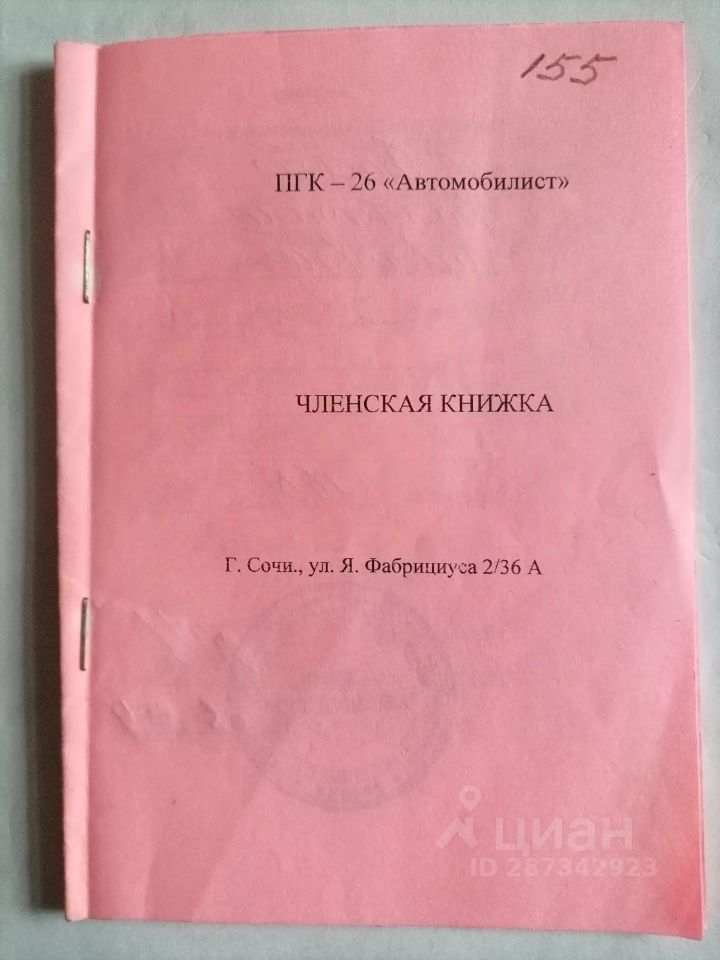 155
ПГК – 26 «Автомобилист»
ЧЛЕНСКАЯ КНИЖКА
Г. Сочи., ул. Я. Фабрициуса 2/36 А
циан
ID 287342923